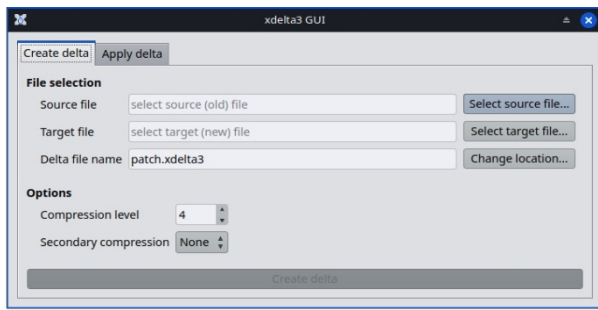 xdelta3 GUI
Create delta Apply delta
File selection
Source file select source (old) file Select source file...
Target file select target (new) file Select target file...
Delta file name patch.xdelta3 Change location...
Options
Compression level 4
Secondary compression None
Create delta